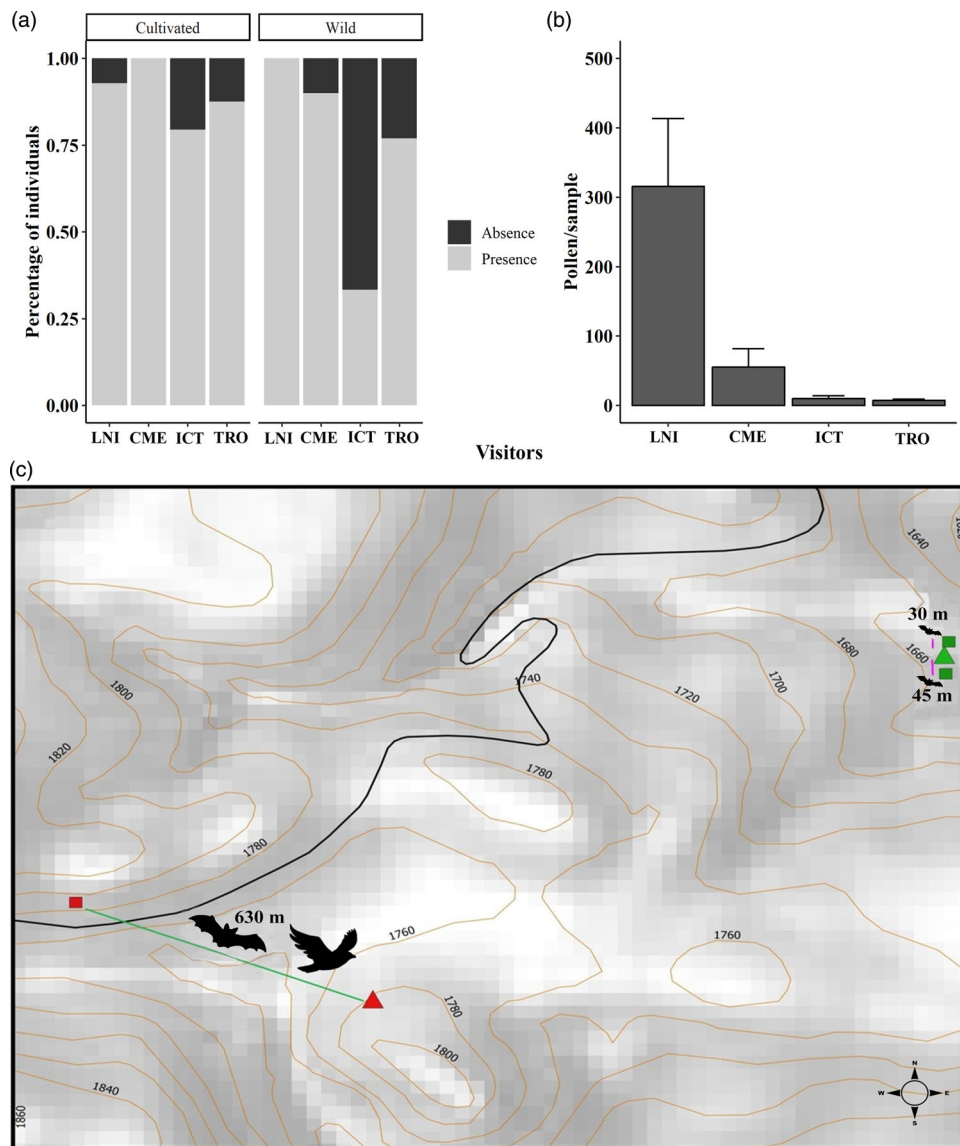 (a)
Cultivated
Wild
Percentage of individuals
1.00
0.75
0.50
0.25
0.00
LNI CME ICT TRO
LNI CME ICT TRO
Absence
Presence
(b)
Pollen/sample
500
400
300
200
100
0
LNI CME ICT TRO
Visitors
(c)
1640
30 m
1660
45 m
1680
1700
1720
1740
1800
1820
1780
1780
630 m
1760
1760
1780
1800
1840
1860
N
W E
S